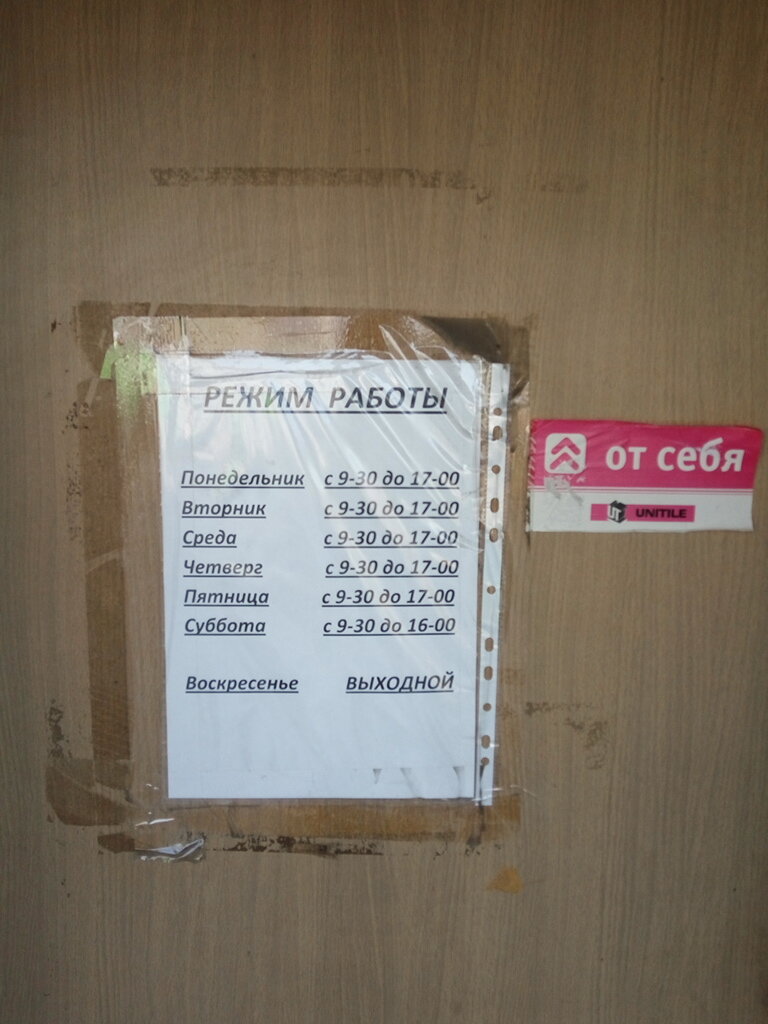 РЕЖИМ РАБОТЫ
Понедельник с 9-30 до 17-00
Вторник с 9-30 до 17-00
Среда с 9-30 до 17-00
Четверг с 9-30 до 17-00
Пятница с 9-30 до 17-00
Суббота с 9-30 до 16-00
Воскресенье ВЫХОДНОЙ
от себя
UT UNITILE